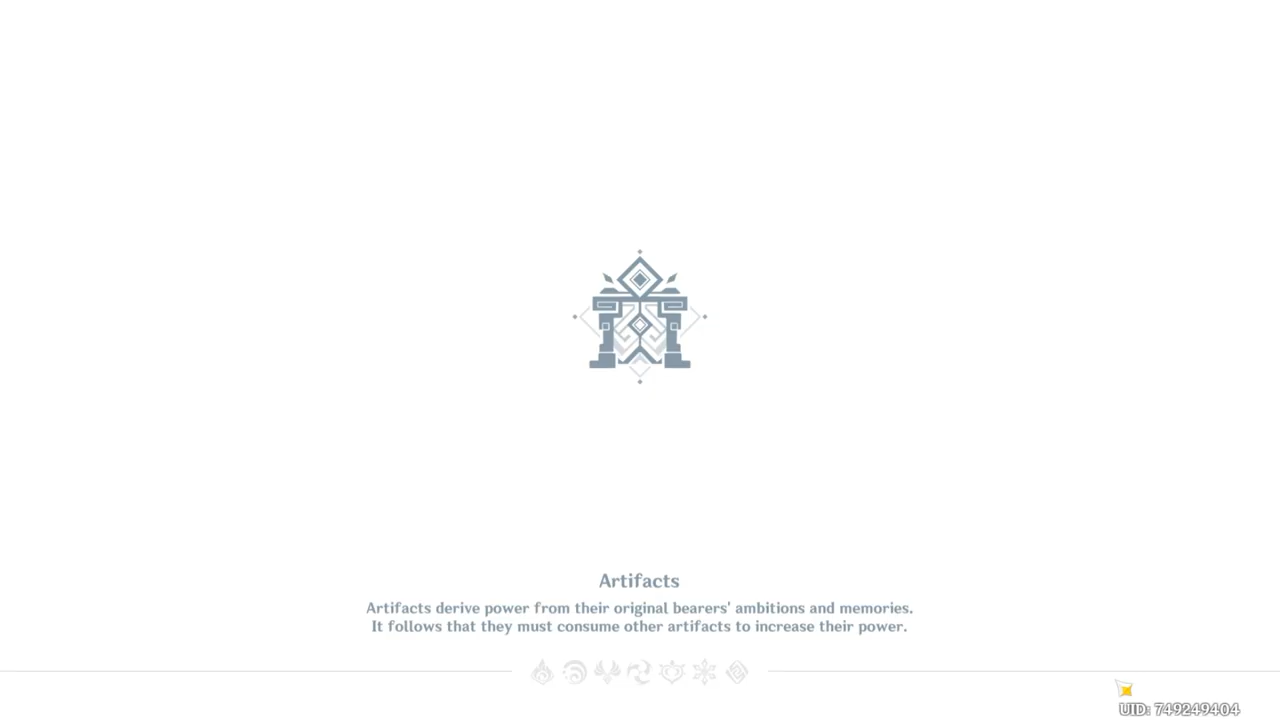 Artifacts
Artifacts derive power from their original bearers' ambitions and memories.
It follows that they must consume other artifacts to increase their power.
UID: 749249404